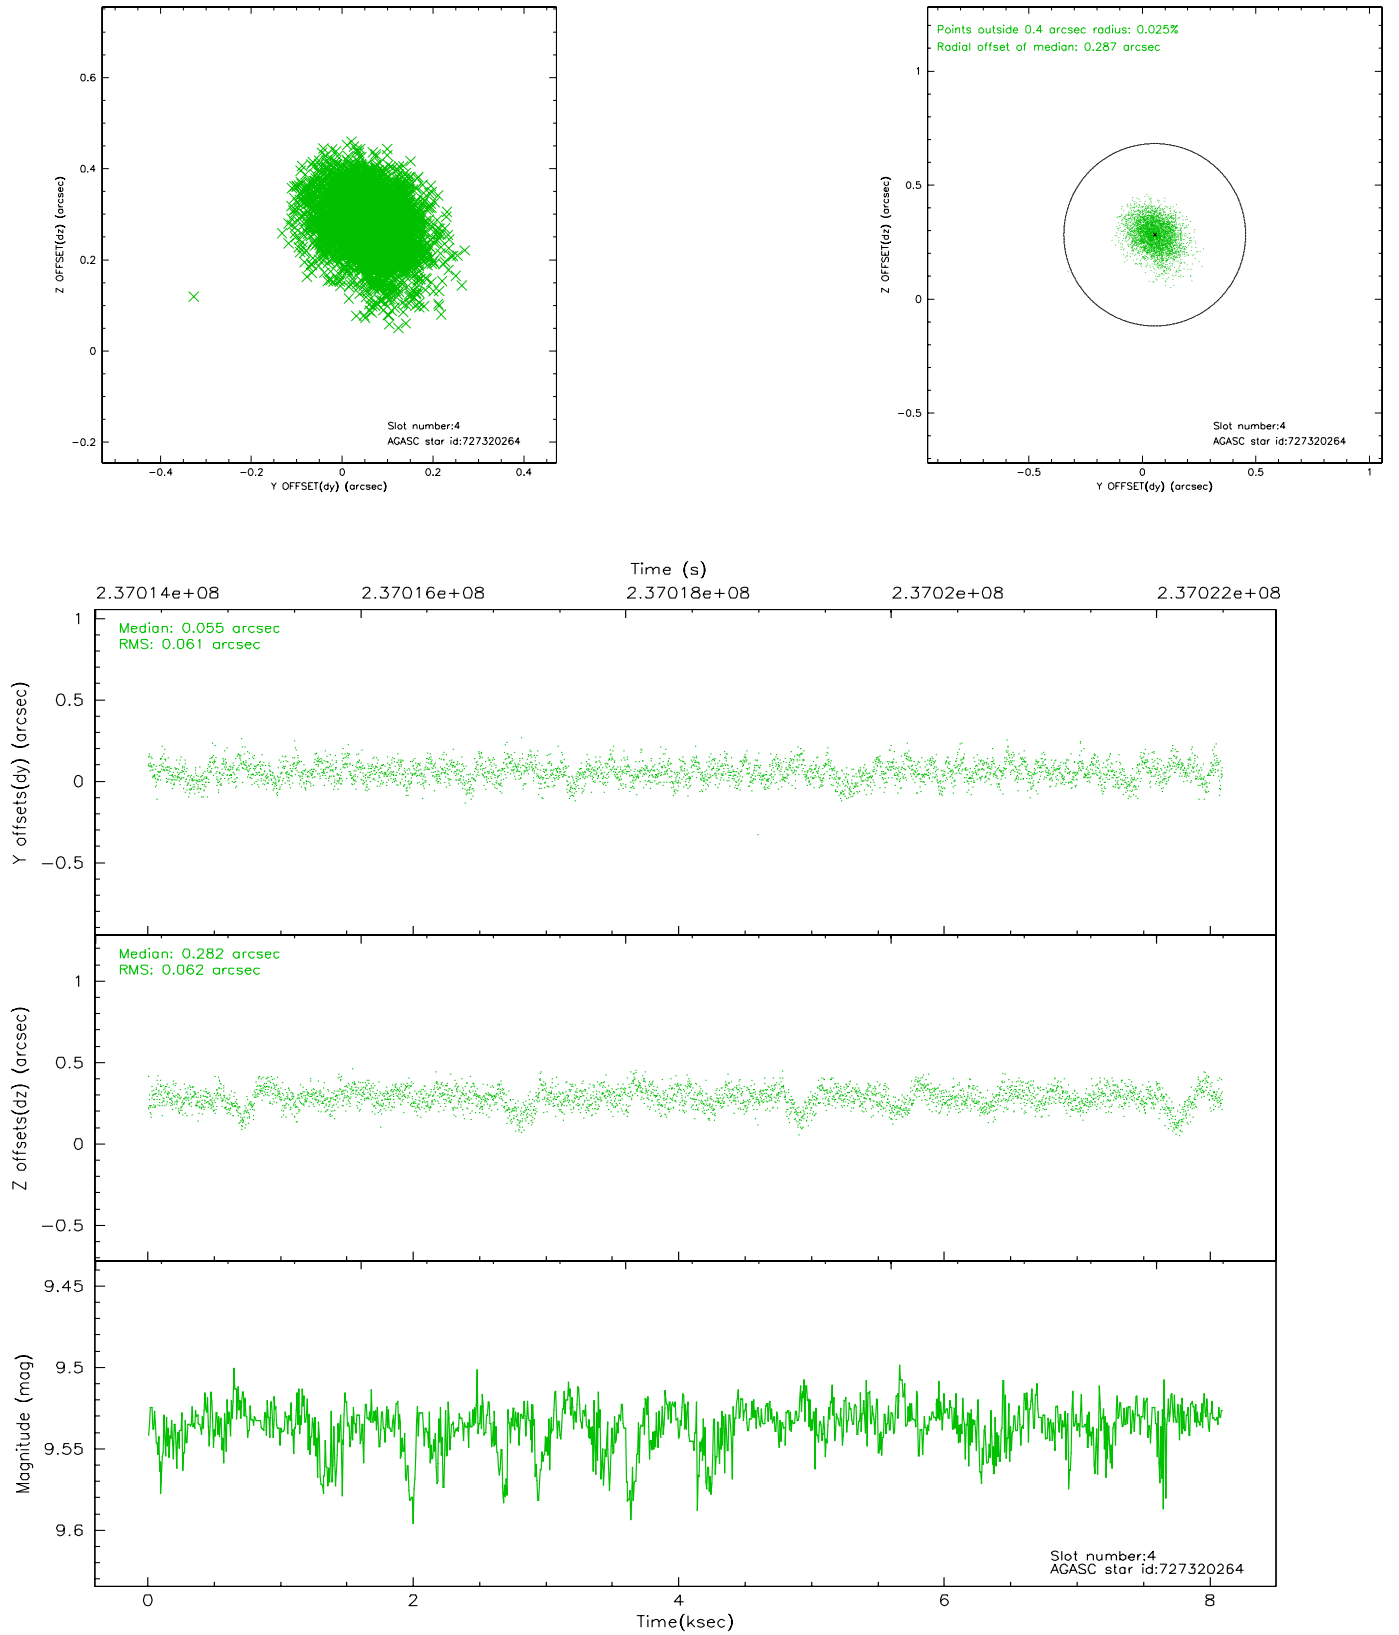 0.6
0.4
0.2
0
−0.2
Z OFFSET(dz) (arcsec)
−0.4
−0.2
0
0.2
0.4
Y OFFSET(dy) (arcsec)
Slot number:4
AGASC star id:727320264
Points outside 0.4 arcsec radius: 0.025%
Radial offset of median: 0.287 arcsec
1
0.5
0
−0.5
Z OFFSET(dz) (arcsec)
−0.5
0
0.5
1
Y OFFSET(dy) (arcsec)
Slot number:4
AGASC star id:727320264
Time (s)
2.37014e+08
2.37016e+08
2.37018e+08
2.3702e+08
2.37022e+08
Median: 0.055 arcsec
RMS: 0.061 arcsec
1
0.5
0
−0.5
Y offsets(dy) (arcsec)
Median: 0.282 arcsec
RMS: 0.062 arcsec
1
0.5
0
−0.5
Z offsets(dz) (arcsec)
9.45
9.5
9.55
9.6
Magnitude (mag)
Slot number:4
AGASC star id:727320264
0
2
4
6
8
Time(ksec)